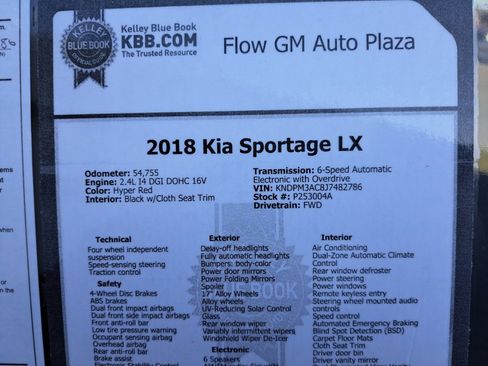 KELLEY
BLUE BOOK
OFFICIAL GUIDE
Kelley Blue Book
KBB.COM
The Trusted Resource
Flow GM Auto Plaza
2018 Kia Sportage LX
Odometer: 54,755
Engine: 2.4L I4 DGI DOHC 16V
Color: Hyper Red
Interior: Black w/Cloth Seat Trim
Transmission: 6-Speed Automatic
Electronic with Overdrive
VIN: KNDPM3AC8J7482786
Stock #: P253004A
Drivetrain: FWD
Technical
Four wheel independent
suspension
Speed-sensing steering
Traction control
Safety
4-Wheel Disc Brakes
ABS brakes
Dual front impact airbags
Dual front side impact airbags
Front anti-roll bar
Low tire pressure warning
Occupant sensing airbag
Overhead airbag
Rear anti-roll bar
Brake assist
Electronic Stability Control
Exterior
Delay-off headlights
Fully automatic headlights
Bumpers: body-color
Power door mirrors
Power Folding Mirrors
Spoiler
17" Alloy Wheels
Alloy wheels
UV-Reducing Solar Control
Glass
Rear window wiper
Variably intermittent wipers
Windshield Wiper De-Icer
Electronic
6 Speakers
Interior
Air Conditioning
Dual-Zone Automatic Climate
Control
Rear window defroster
Power steering
Power windows
Remote keyless entry
Steering wheel mounted audio
controls
Speed control
Automated Emergency Braking
Blind Spot Detection (BSD)
Carpet Floor Mats
Cloth Seat Trim
Driver door bin
Driver vanity mirror